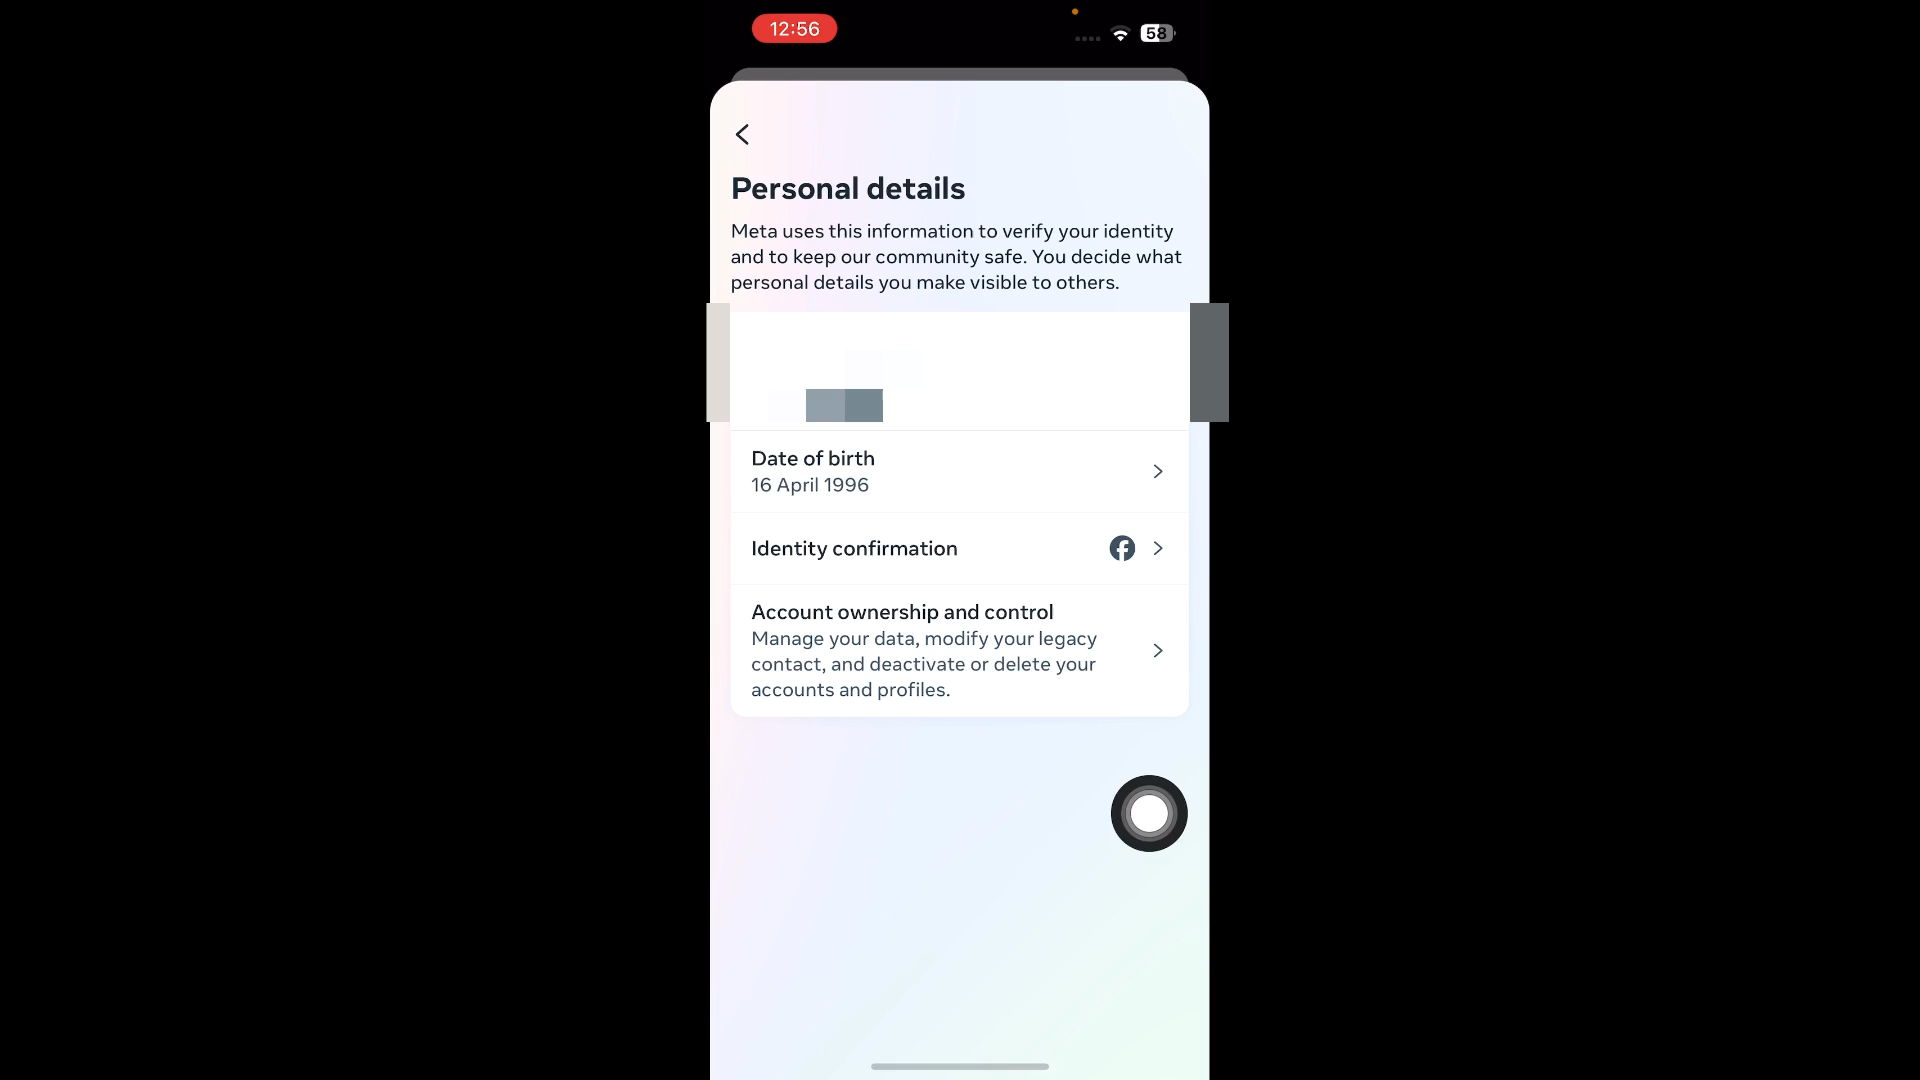 12:56
58
Personal details
Meta uses this information to verify your identity
and to keep our community safe. You decide what
personal details you make visible to others.
Date of birth
16 April 1996
Identity confirmation
Account ownership and control
Manage your data, modify your legacy
contact, and deactivate or delete your
accounts and profiles.